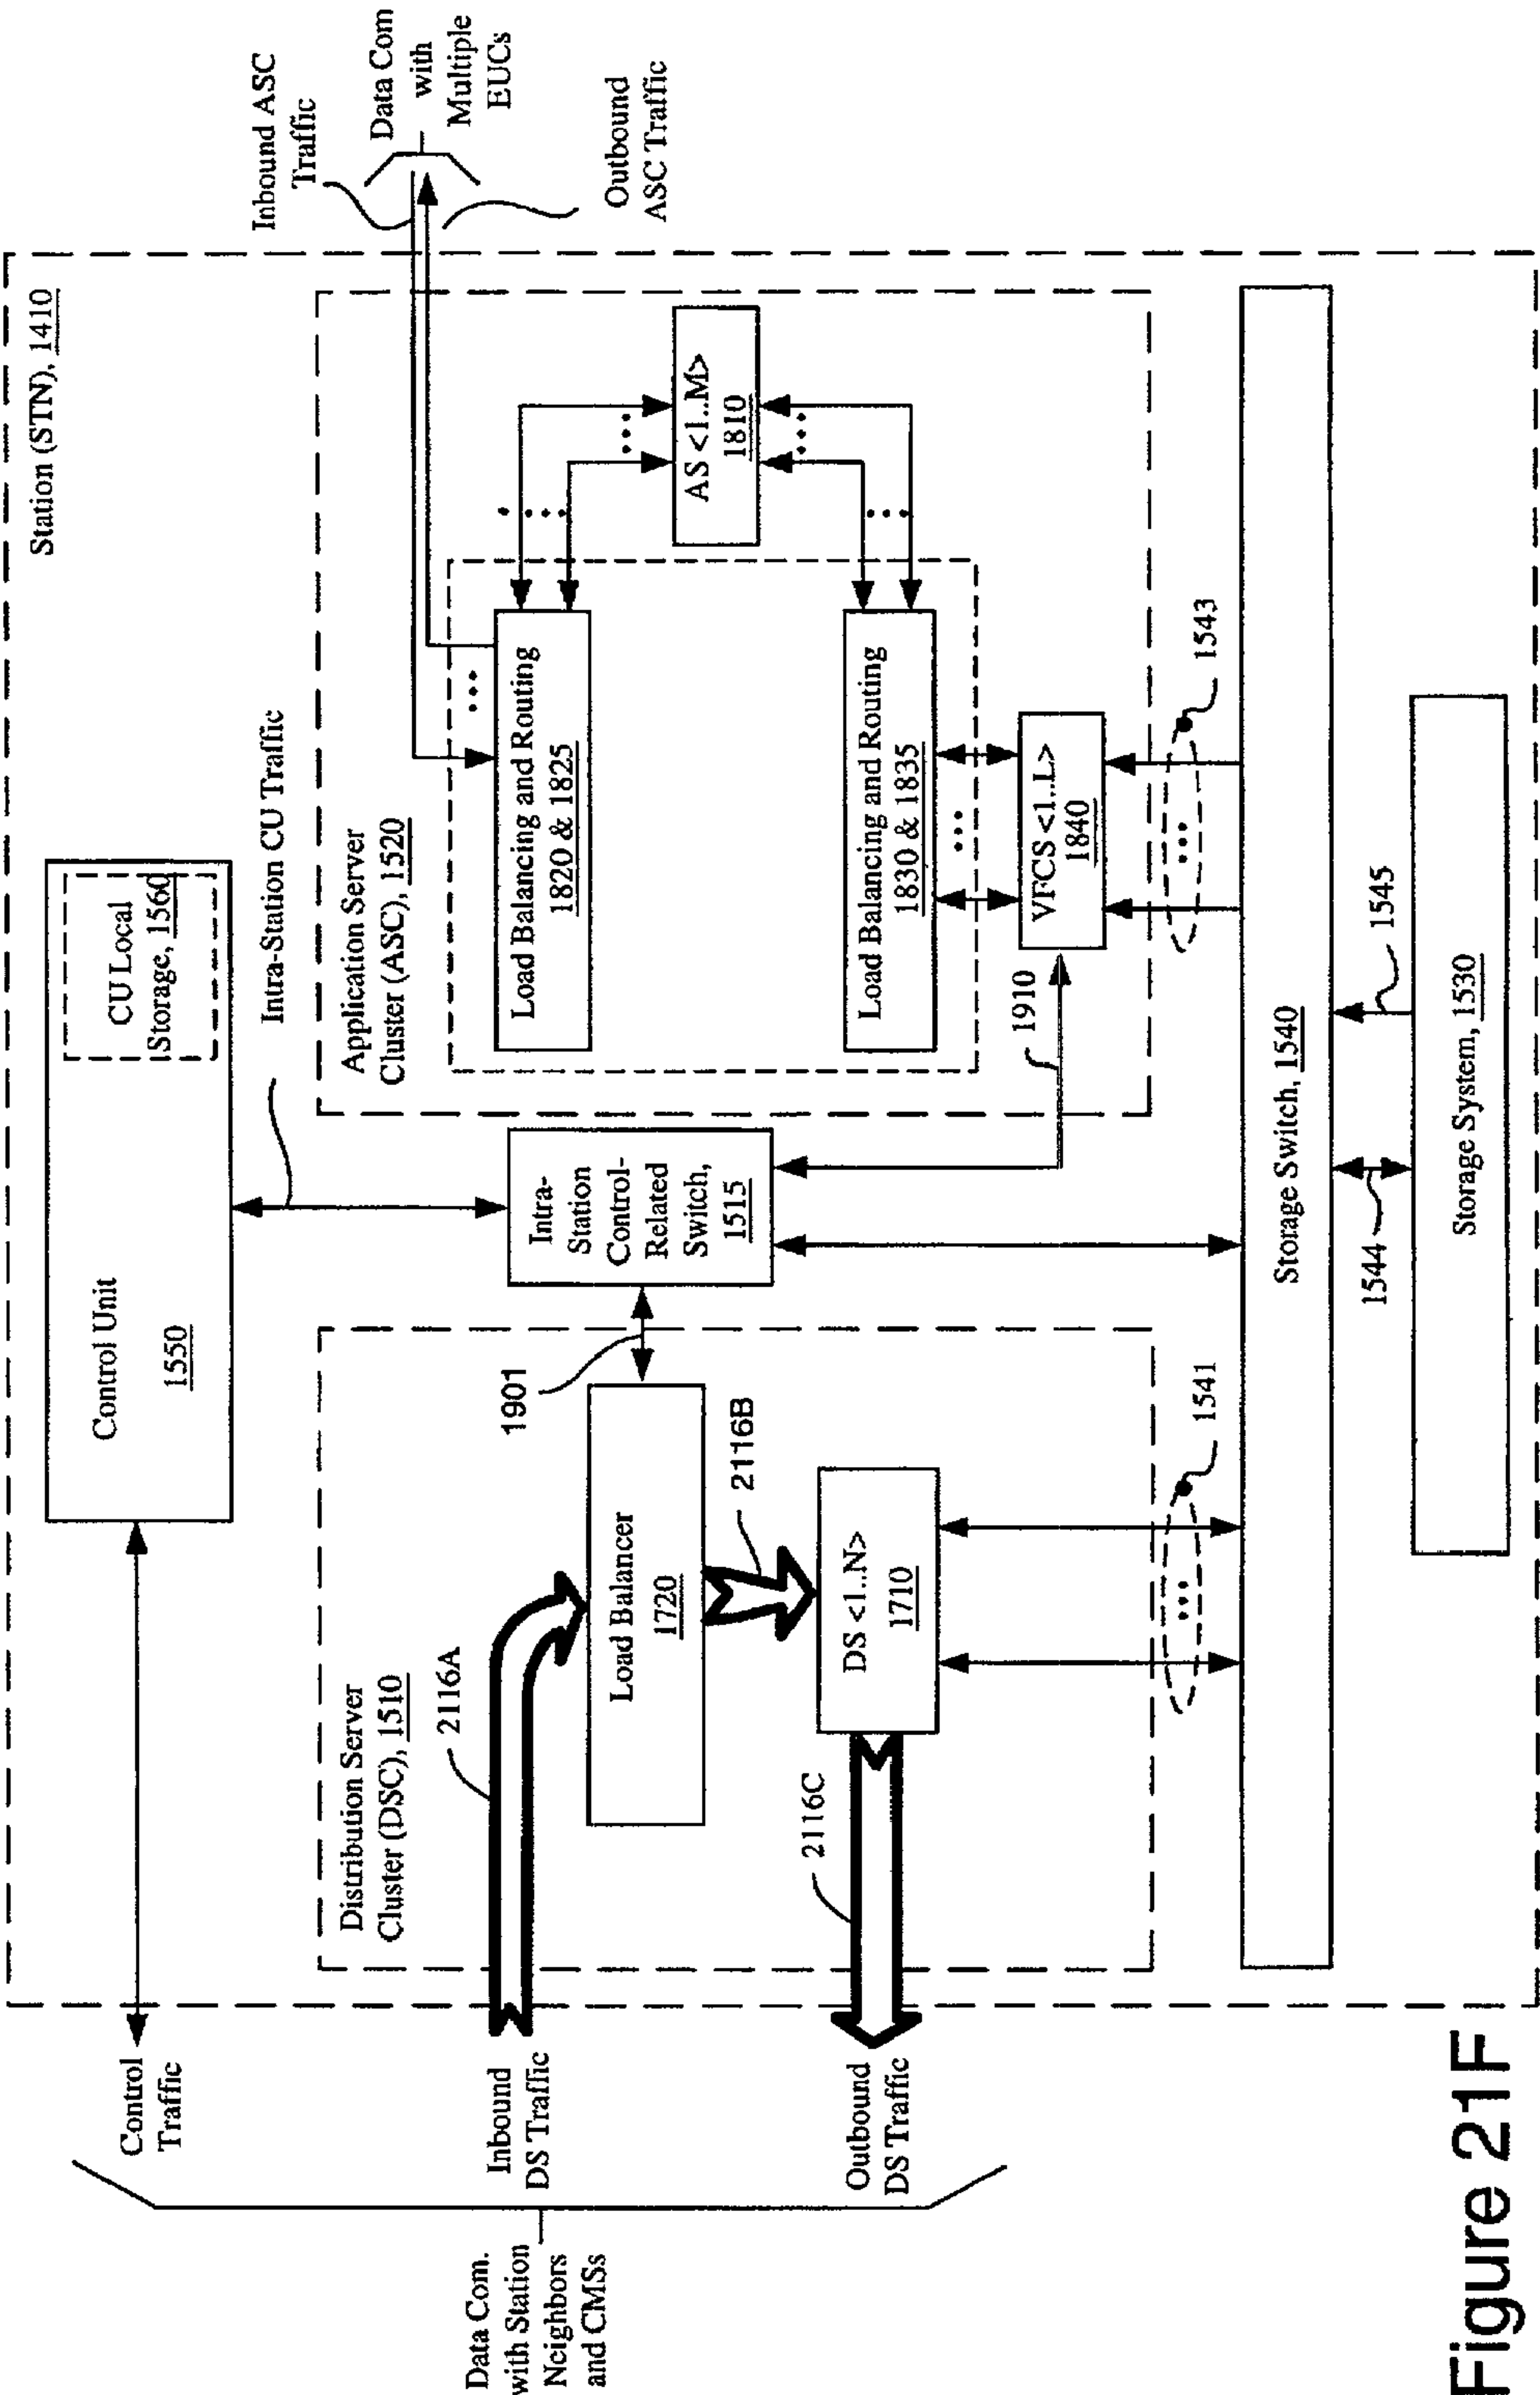 Station (STN), 1410
Control Unit
1550
CU Local
Storage, 1560
Control
Traffic
Intra-Station CU Traffic
Inbound ASC
Traffic
Data Com
with
Multiple
EUCs
Outbound
ASC Traffic
Data Com.
with Station
Neighbors
and CMSs
Inbound
DS Traffic
Outbound
DS Traffic
Distribution Server
Cluster (DSC), 1510
2116A
Load Balancer
1720
1901
2116B
DS <1..N>
1710
2116C
...
1541
Intra-
Station
Control-
Related
Switch,
1515
Application Server
Cluster (ASC), 1520
...
Load Balancing and Routing
1820 & 1825
...
...
AS <1..M>
1810
...
...
Load Balancing and Routing
1830 & 1835
...
1910
VFCS <1..L>
1840
...
1543
Storage Switch, 1540
1544
1545
Storage System, 1530
Figure 21F